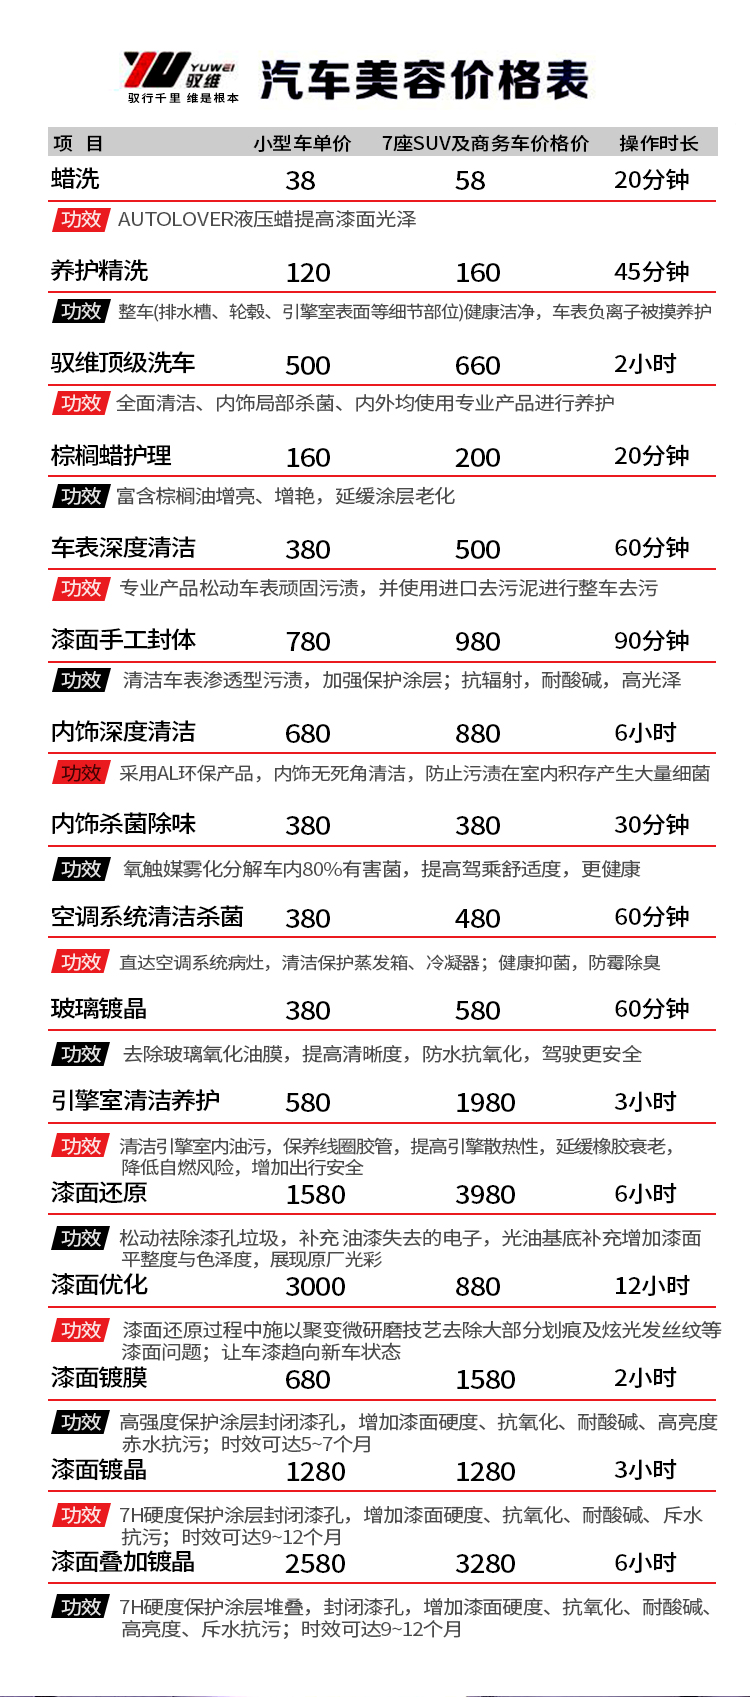 YUWEI
驭维
驭行千里 维是根本
汽车美容价格表
项 目 小型车单价 7座SUV及商务车价格价 操作时长
蜡洗 38 58 20分钟
功效 AUTOLOVER液压蜡提高漆面光泽
养护精洗 120 160 45分钟
功效 整车(排水槽、轮毂、引擎室表面等细节部位)健康洁净，车表负离子被摸养护
驭维顶级洗车 500 660 2小时
功效 全面清洁、内饰局部杀菌、内外均使用专业产品进行养护
棕榈蜡护理 160 200 20分钟
功效 富含棕榈油增亮、增艳，延缓涂层老化
车表深度清洁 380 500 60分钟
功效 专业产品松动车表顽固污渍，并使用进口去污泥进行整车去污
漆面手工封体 780 980 90分钟
功效 清洁车表渗透型污渍，加强保护涂层；抗辐射，耐酸碱，高光泽
内饰深度清洁 680 880 6小时
功效 采用AL环保产品，内饰无死角清洁，防止污渍在室内积存产生大量细菌
内饰杀菌除味 380 380 30分钟
功效 氧触媒雾化分解车内80%有害菌，提高驾乘舒适度，更健康
空调系统清洁杀菌 380 480 60分钟
功效 直达空调系统病灶，清洁保护蒸发箱、冷凝器；健康抑菌，防霉除臭
玻璃镀晶 380 580 60分钟
功效 去除玻璃氧化油膜，提高清晰度，防水抗氧化，驾驶更安全
引擎室清洁养护 580 1980 3小时
功效 清洁引擎室内油污，保养线圈胶管，提高引擎散热性，延缓橡胶衰老，
降低自燃风险，增加出行安全
漆面还原 1580 3980 6小时
功效 松动祛除漆孔垃圾，补充 油漆失去的电子，光油基底补充增加漆面
平整度与色泽度，展现原厂光彩
漆面优化 3000 880 12小时
功效 漆面还原过程中施以聚变微研磨技艺去除大部分划痕及炫光发丝纹等
漆面问题；让车漆趋向新车状态
漆面镀膜 680 1580 2小时
功效 高强度保护涂层封闭漆孔，增加漆面硬度、抗氧化、耐酸碱、高亮度
赤水抗污；时效可达5~7个月
漆面镀晶 1280 1280 3小时
功效 7H硬度保护涂层封闭漆孔，增加漆面硬度、抗氧化、耐酸碱、斥水
抗污；时效可达9~12个月
漆面叠加镀晶 2580 3280 6小时
功效 7H硬度保护涂层堆叠，封闭漆孔，增加漆面硬度、抗氧化、耐酸碱、
高亮度、斥水抗污；时效可达9~12个月